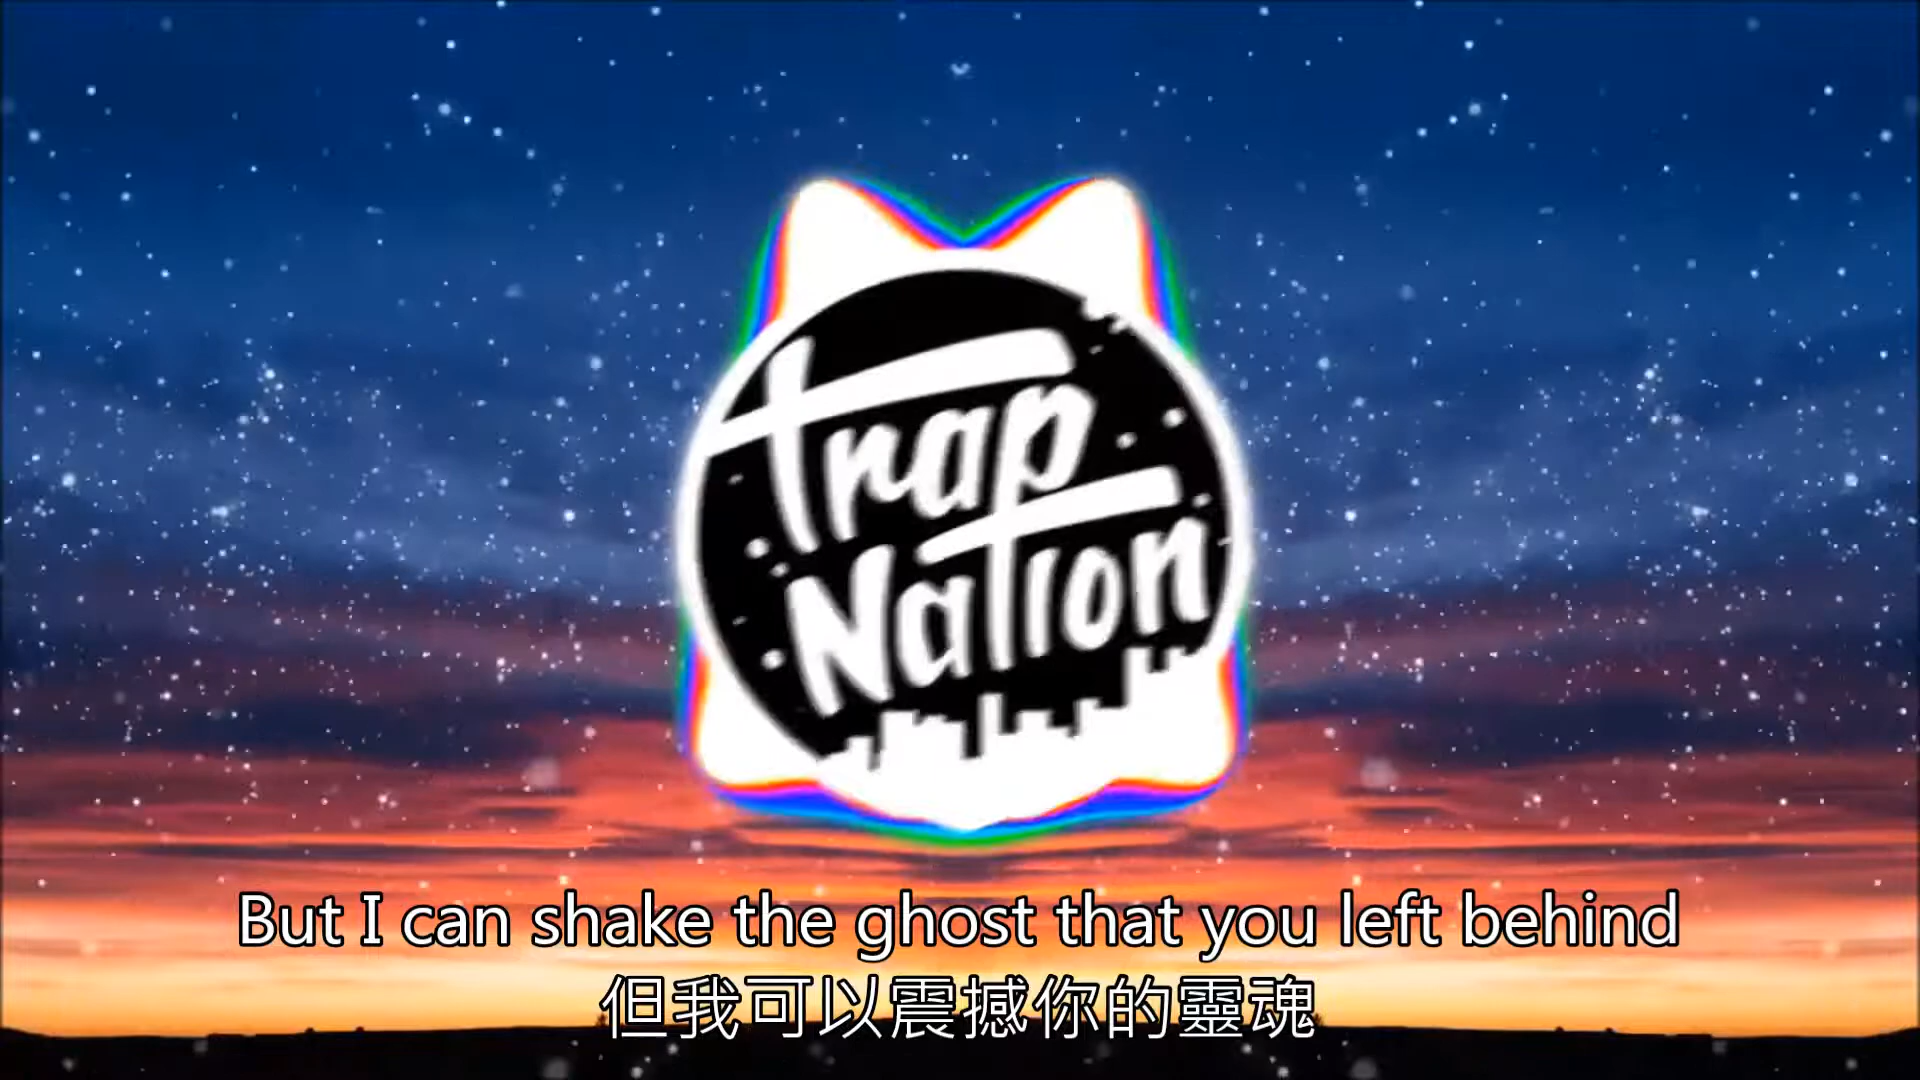 Trap
Nation
But I can shake the ghost that you left behind
但我可以震撼你的靈魂